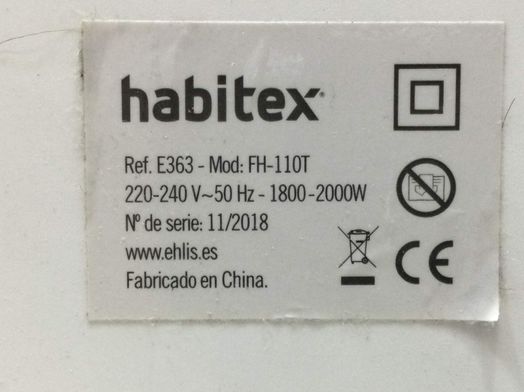 habitex
Ref. E363 - Mod: FH-110T
220-240 V~50 Hz - 1800-2000W
Nº de serie: 11/2018
www.ehlis.es
Fabricado en China.
CE